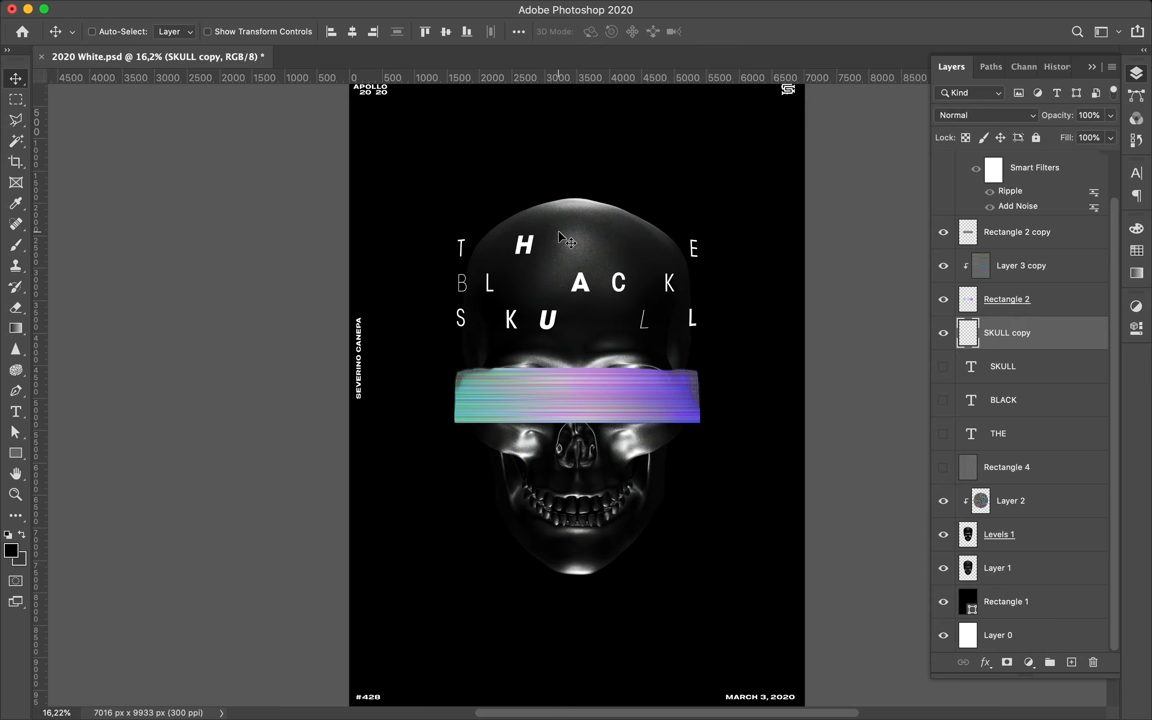 Adobe Photoshop 2020
Auto-Select: Layer Show Transform Controls 3D Mode:
2020 White.psd @ 16,2% (SKULL copy, RGB/8) *
4500 4000 3500 3000 2500 2000 1500 1000 500 0 500 1000 1500 2000 2500 3000 3500 4000 4500 5000 5500 6000 6500 7000 7500 8000 8500
APOLLO
20 20
T H E
B L A C K
S K U L L
SEVERINO CANEPA
#428 MARCH 3, 2020
Layers Paths Chann Histor
Kind
Normal Opacity: 100%
Lock: Fill: 100%
Smart Filters
Ripple
Add Noise
Rectangle 2 copy
Layer 3 copy
Rectangle 2
SKULL copy
SKULL
BLACK
THE
Rectangle 4
Layer 2
Levels 1
Layer 1
Rectangle 1
Layer 0
16,22% 7016 px x 9933 px (300 ppi)